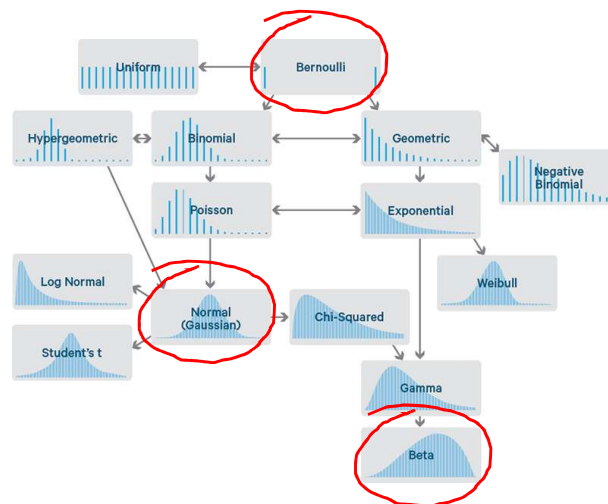 Uniform
Bernoulli
Hypergeometric
Binomial
Geometric
Negative
Binomial
Poisson
Exponential
Log Normal
Normal
(Gaussian)
Chi-Squared
Weibull
Student's t
Gamma
Beta